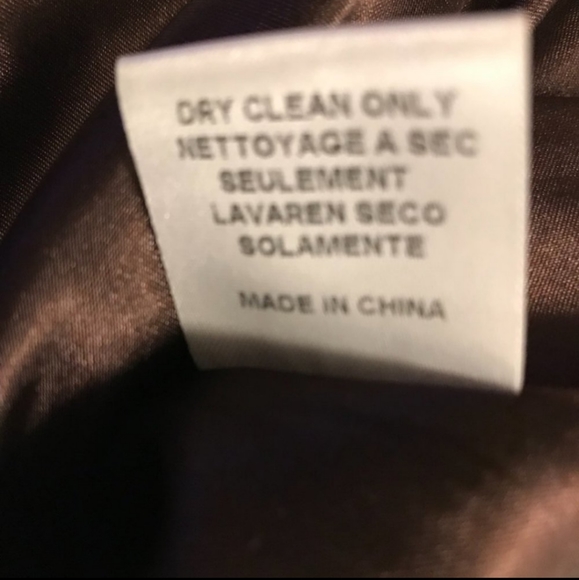 DRY CLEAN ONLY
NETTOYAGE A SEC
SEULEMENT
LAVAREN SECO
SOLAMENTE
MADE IN CHINA